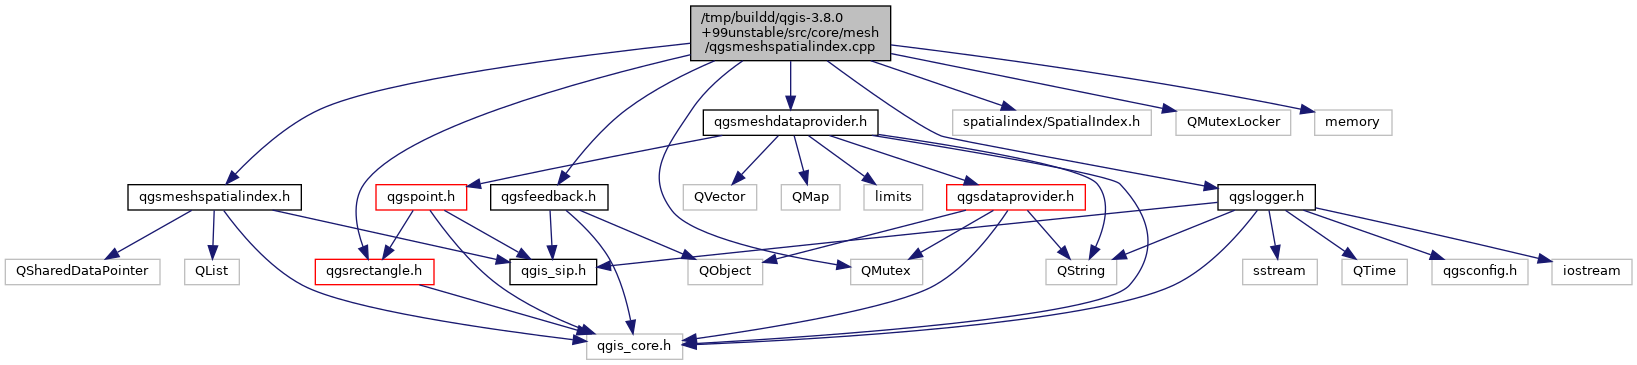 /tmp/buildd/qgis-3.8.0
+99unstable/src/core/mesh
/qgsmeshspatialindex.cpp
qgsmeshdataprovider.h
spatialindex/SpatialIndex.h
QMutexLocker
memory
qgsmeshspatialindex.h
qgspoint.h
qgsfeedback.h
QVector
QMap
limits
qgsdataprovider.h
qgslogger.h
QSharedDataPointer
QList
qgsrectangle.h
qgis_sip.h
QObject
QMutex
QString
sstream
QTime
qgsconfig.h
iostream
qgis_core.h